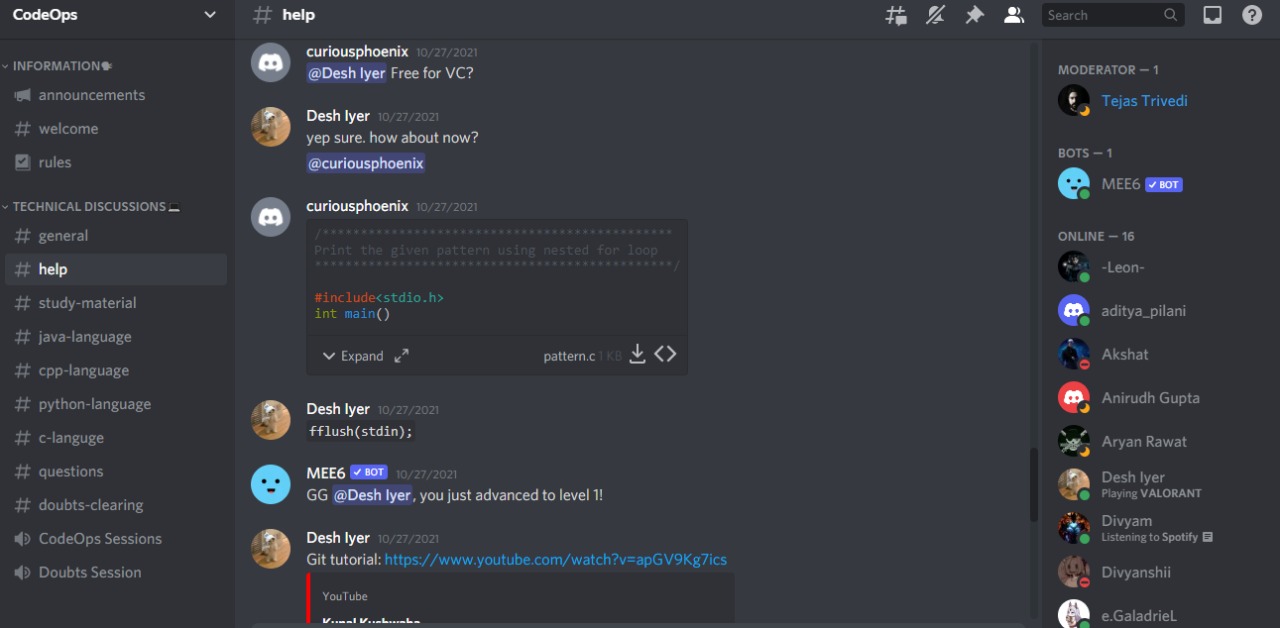 CodeOps
INFORMATION
announcements
welcome
rules
TECHNICAL DISCUSSIONS
# general
# help
# study-material
# java-language
# cpp-language
# python-language
# c-languge
# questions
# doubts-clearing
CodeOps Sessions
Doubts Session
# help
Search
curiousphoenix 10/27/2021
@Desh Iyer Free for VC?
Desh Iyer 10/27/2021
yep sure. how about now?
@curiousphoenix
curiousphoenix 10/27/2021
/***********************************************
Print the given pattern using nested for loop
************************************************/
#include<stdio.h>
int main()
Expand
pattern.c 1 KB
Desh Iyer 10/27/2021
fflush(stdin);
MEE6 BOT 10/27/2021
GG @Desh Iyer, you just advanced to level 1!
Desh Iyer 10/27/2021
Git tutorial: https://www.youtube.com/watch?v=apGV9Kg7ics
YouTube
Kunal Kushwaha
MODERATOR — 1
Tejas Trivedi
BOTS — 1
MEE6 BOT
ONLINE — 16
-Leon-
aditya_pilani
Akshat
Anirudh Gupta
Aryan Rawat
Desh Iyer
Playing VALORANT
Divyam
Listening to Spotify
Divyanshii
e.GaladrieL